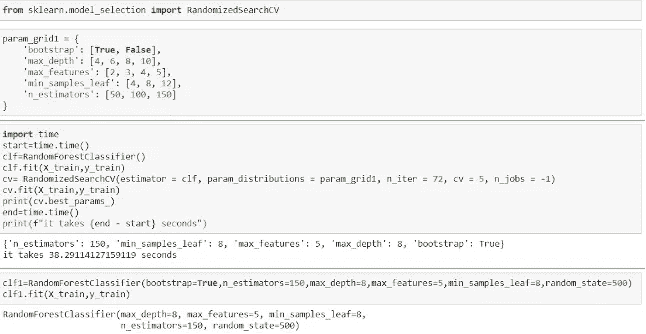 from sklearn.model_selection import RandomizedSearchCV
param_grid1 = {
    'bootstrap': [True, False],
    'max_depth': [4, 6, 8, 10],
    'max_features': [2, 3, 4, 5],
    'min_samples_leaf': [4, 8, 12],
    'n_estimators': [50, 100, 150]
}
import time
start=time.time()
clf=RandomForestClassifier()
clf.fit(X_train,y_train)
cv= RandomizedSearchCV(estimator = clf, param_distributions = param_grid1, n_iter = 72, cv = 5, n_jobs = -1)
cv.fit(X_train,y_train)
print(cv.best_params_)
end=time.time()
print(f"it takes {end - start} seconds")
{'n_estimators': 150, 'min_samples_leaf': 8, 'max_features': 5, 'max_depth': 8, 'bootstrap': True}
it takes 38.29114127159119 seconds
clf1=RandomForestClassifier(bootstrap=True,n_estimators=150,max_depth=8,max_features=5,min_samples_leaf=8,random_state=500)
clf1.fit(X_train,y_train)
RandomForestClassifier(max_depth=8, max_features=5, min_samples_leaf=8,
                       n_estimators=150, random_state=500)